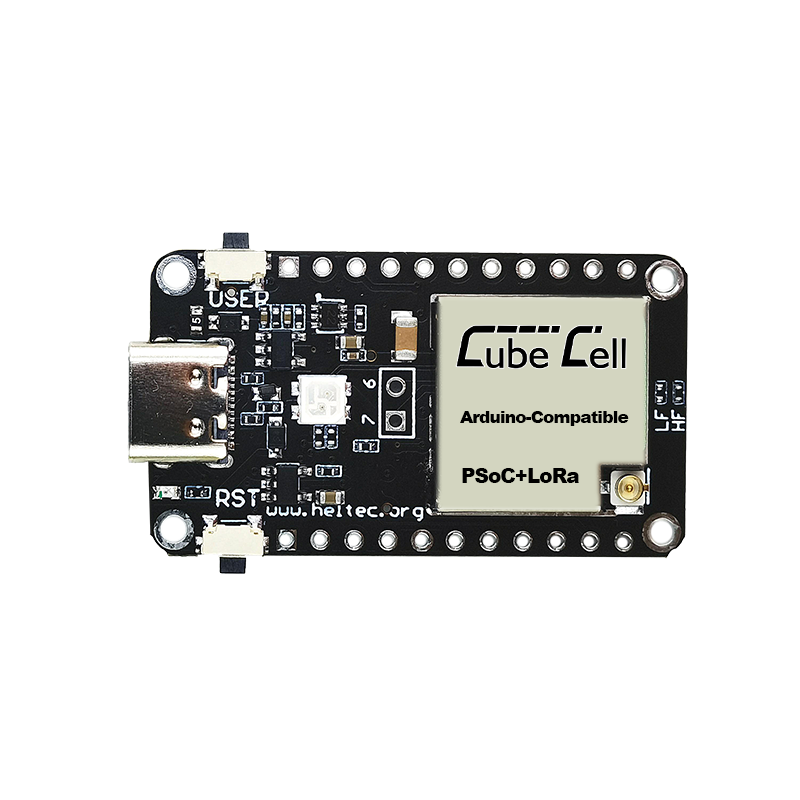 USER
Cube Cell
Arduino-Compatible
PSoC+LoRa
6
7
LF
HF
RST
www.heltec.org